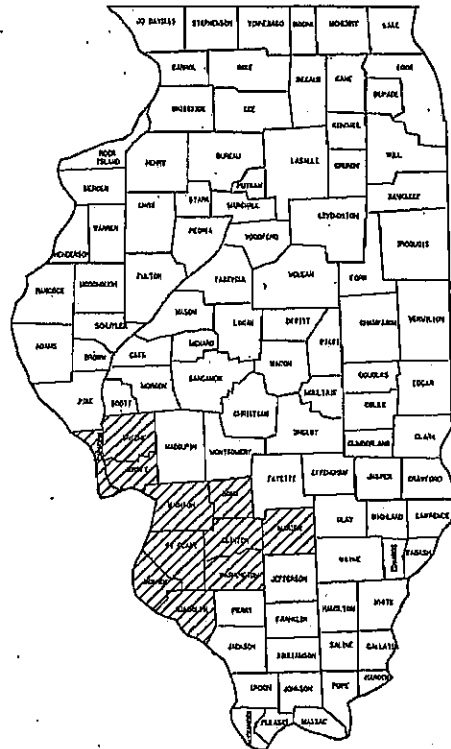 JO DAVIESS STEPHENSON WINNEBAGO BOONE MCHENRY LAKE
CARROLL OGLE DEKALB KANE COOK
DUPAGE
WHITESIDE LEE
KENDALL
ROCK ISLAND HENRY BUREAU LASALLE GRUNDY WILL
PUTNAM
MERCER STARK KANKAKEE
KNOX MARSHALL LIVINGSTON
WARREN PEORIA WOODFORD IROQUOIS
HENDERSON
FULTON TAZEWELL MCLEAN FORD
HANCOCK MCDONOUGH
MASON
SCHUYLER LOGAN DEWITT CHAMPAIGN VERMILION
ADAMS MENARD PIATT
BROWN CASS MACON
MORGAN SANGAMON DOUGLAS EDGAR
PIKE SCOTT MOULTRIE COLES
CHRISTIAN
SHELBY CUMBERLAND CLARK
GREENE MACOUPIN MONTGOMERY
CALHOUN
JERSEY FAYETTE EFFINGHAM JASPER CRAWFORD
MADISON BOND
CLAY RICHLAND LAWRENCE
CLINTON MARION
ST CLAIR WAYNE EDWARDS WABASH
WASHINGTON JEFFERSON
MONROE
RANDOLPH PERRY HAMILTON WHITE
FRANKLIN
JACKSON WILLIAMSON SALINE GALLATIN
UNION JOHNSON POPE HARDIN
ALEXANDER PULASKI MASSAC